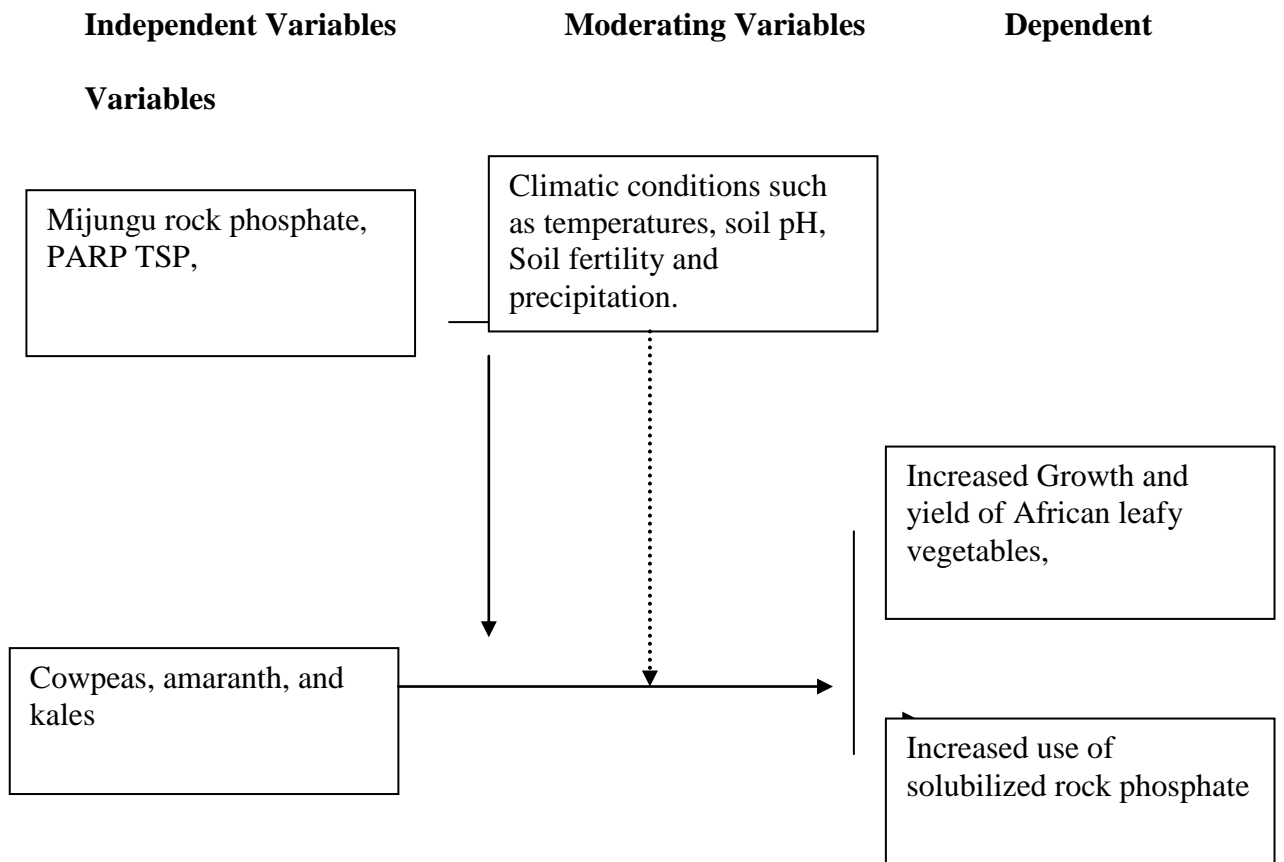 Independent Variables Moderating Variables Dependent
Variables
Mijungu rock phosphate,
PARP TSP,
Climatic conditions such
as temperatures, soil pH,
Soil fertility and
precipitation.
Increased Growth and
yield of African leafy
vegetables,
Cowpeas, amaranth, and
kales
Increased use of
solubilized rock phosphate